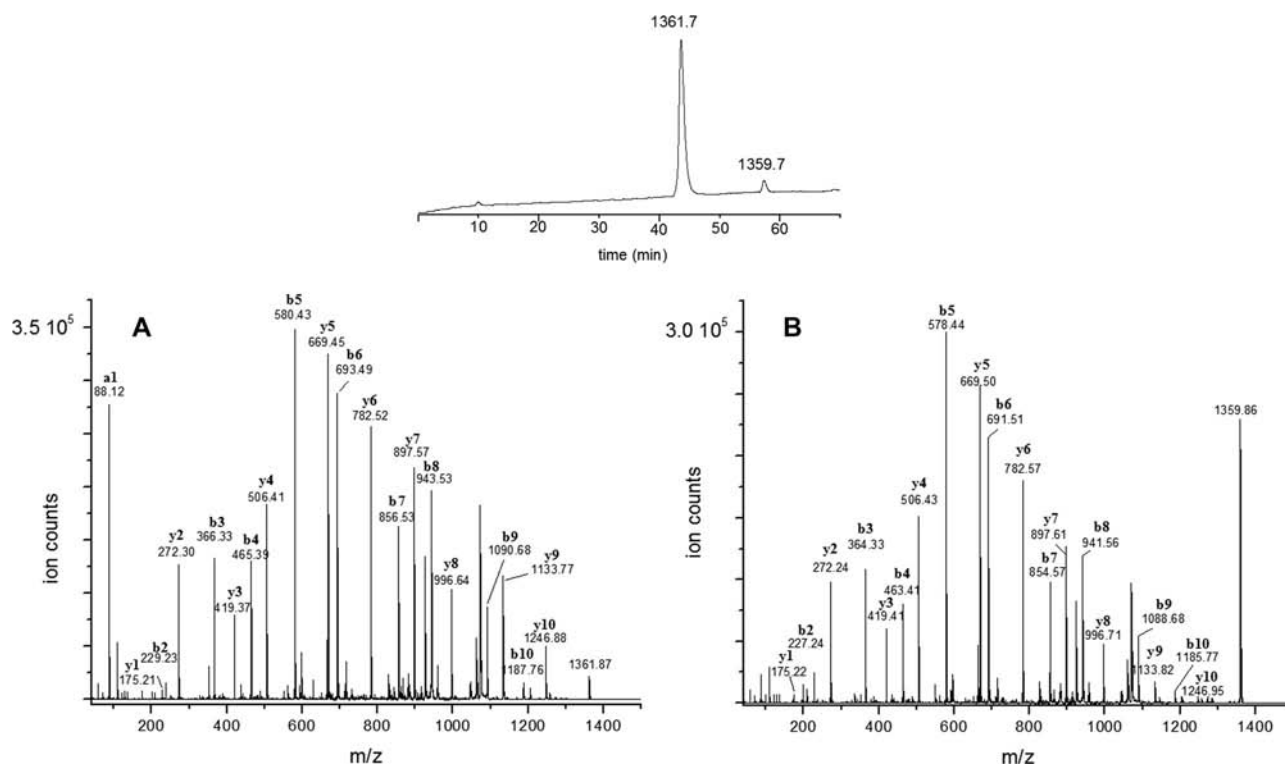 1361.7
1359.7
10 20 30 40 50 60
time (min)
A
3.5 10⁵
ion counts
a1
88.12
y1
175.21
b2
229.23
y2
272.30
b3
366.33
y3
419.37
b4
465.39
y4
506.41
b5
580.43
y5
669.45
b6
693.49
y6
782.52
b7
856.53
y7
897.57
b8
943.53
y8
996.64
b9
1090.68
y9
1133.77
b10
1187.76
y10
1246.88
1361.87
200 400 600 800 1000 1200 1400
m/z
B
3.0 10⁵
ion counts
y1
175.22
b2
227.24
y2
272.24
b3
364.33
y3
419.41
b4
463.41
y4
506.43
b5
578.44
y5
669.50
b6
691.51
y6
782.57
y7
897.61
b7
854.57
b8
941.56
y8
996.71
b9
1088.68
y9
1133.82
b10
1185.77
y10
1246.95
1359.86
200 400 600 800 1000 1200 1400
m/z